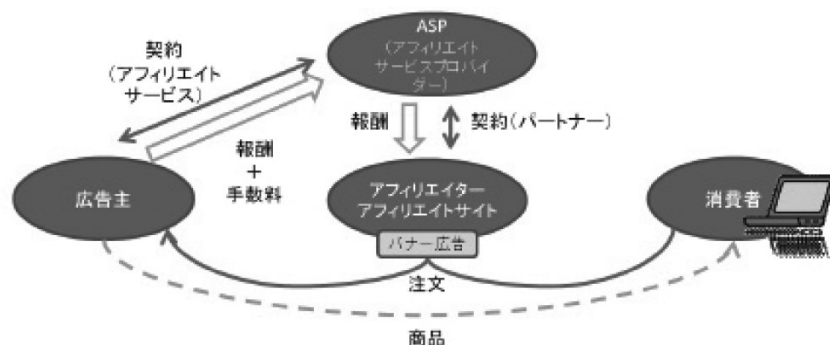 ASP
(アフィリエイト
サービスプロバイ
ダー)
契約
(アフィリエイト
サービス)
報酬
契約(パートナー)
報酬
+
手数料
広告主
アフィリエイター
アフィリエイトサイト
消費者
バナー広告
注文
商品